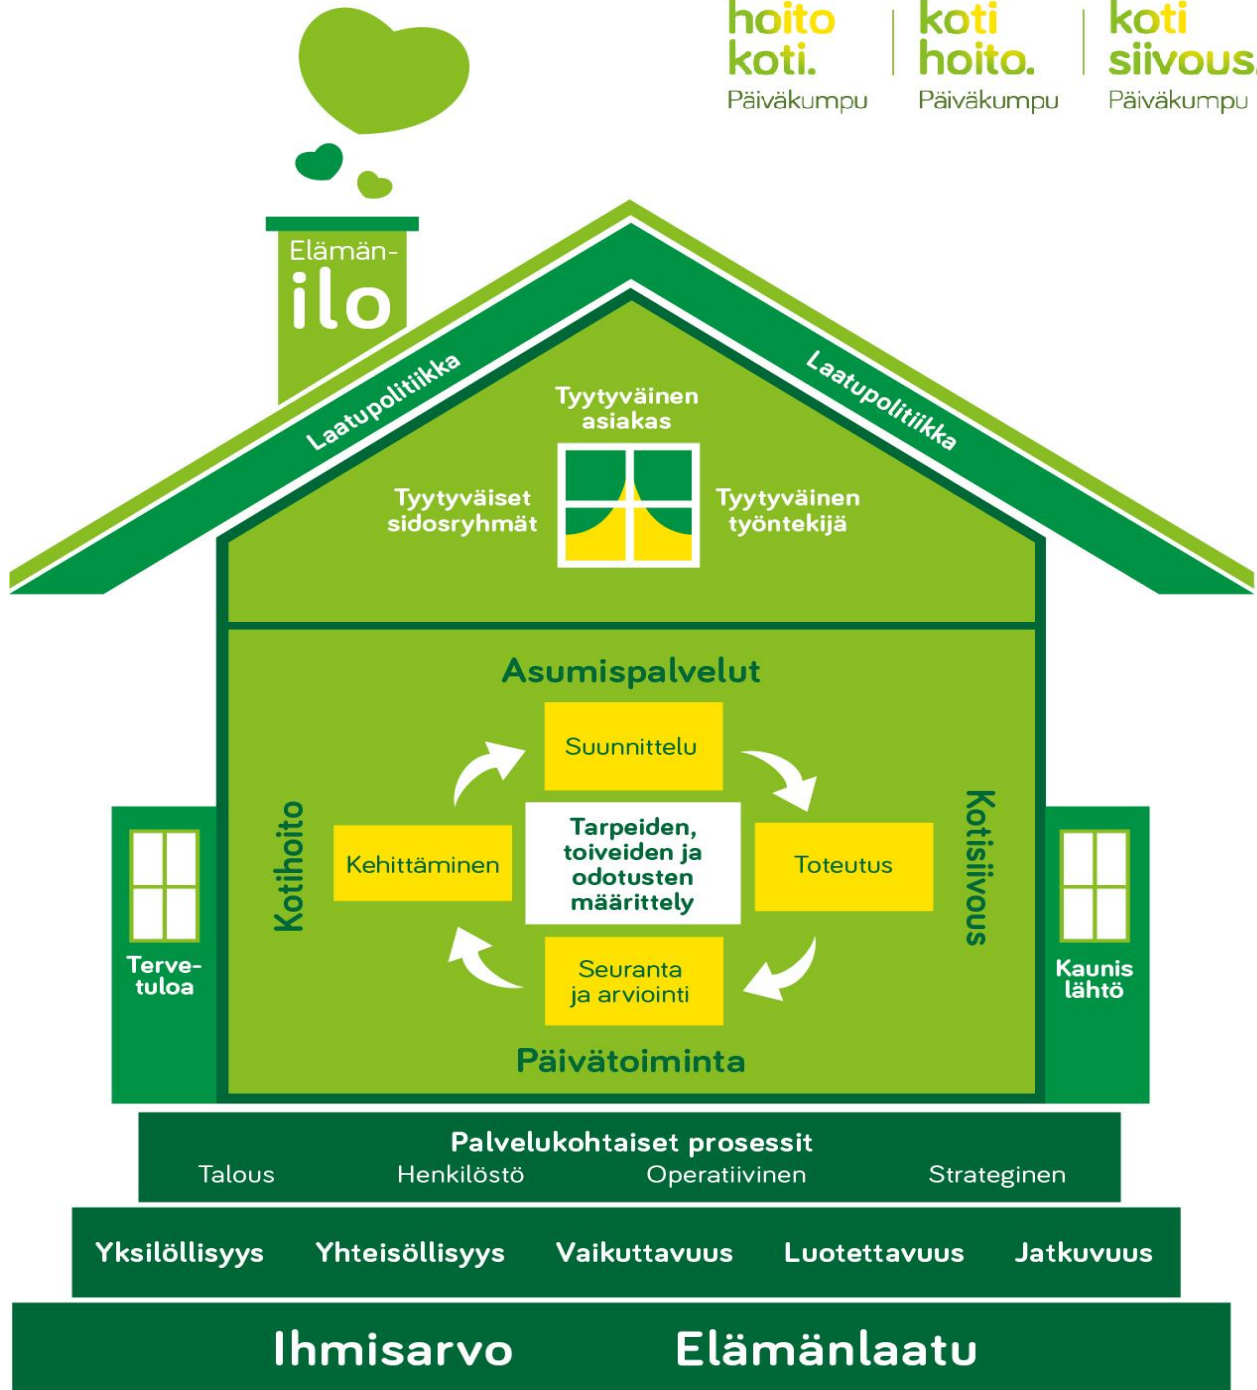 hoito
koti.
Päiväkumpu
koti
hoito.
Päiväkumpu
koti
siivous.
Päiväkumpu
Elämän-
ilo
Laatupolitiikka
Laatupolitiikka
Tyytyväinen
asiakas
Tyytyväiset
sidosryhmät
Tyytyväinen
työntekijä
Asumispalvelut
Suunnittelu
Kotihoito
Kehittäminen
Tarpeiden,
toiveiden ja
odotusten
määrittely
Toteutus
Kotisiivous
Seuranta
ja arviointi
Päivätoiminta
Terve-
tuloa
Kaunis
lähtö
Palvelukohtaiset prosessit
Talous Henkilöstö Operatiivinen Strateginen
Yksilöllisyys Yhteisöllisyys Vaikuttavuus Luotettavuus Jatkuvuus
Ihmisarvo Elämänlaatu